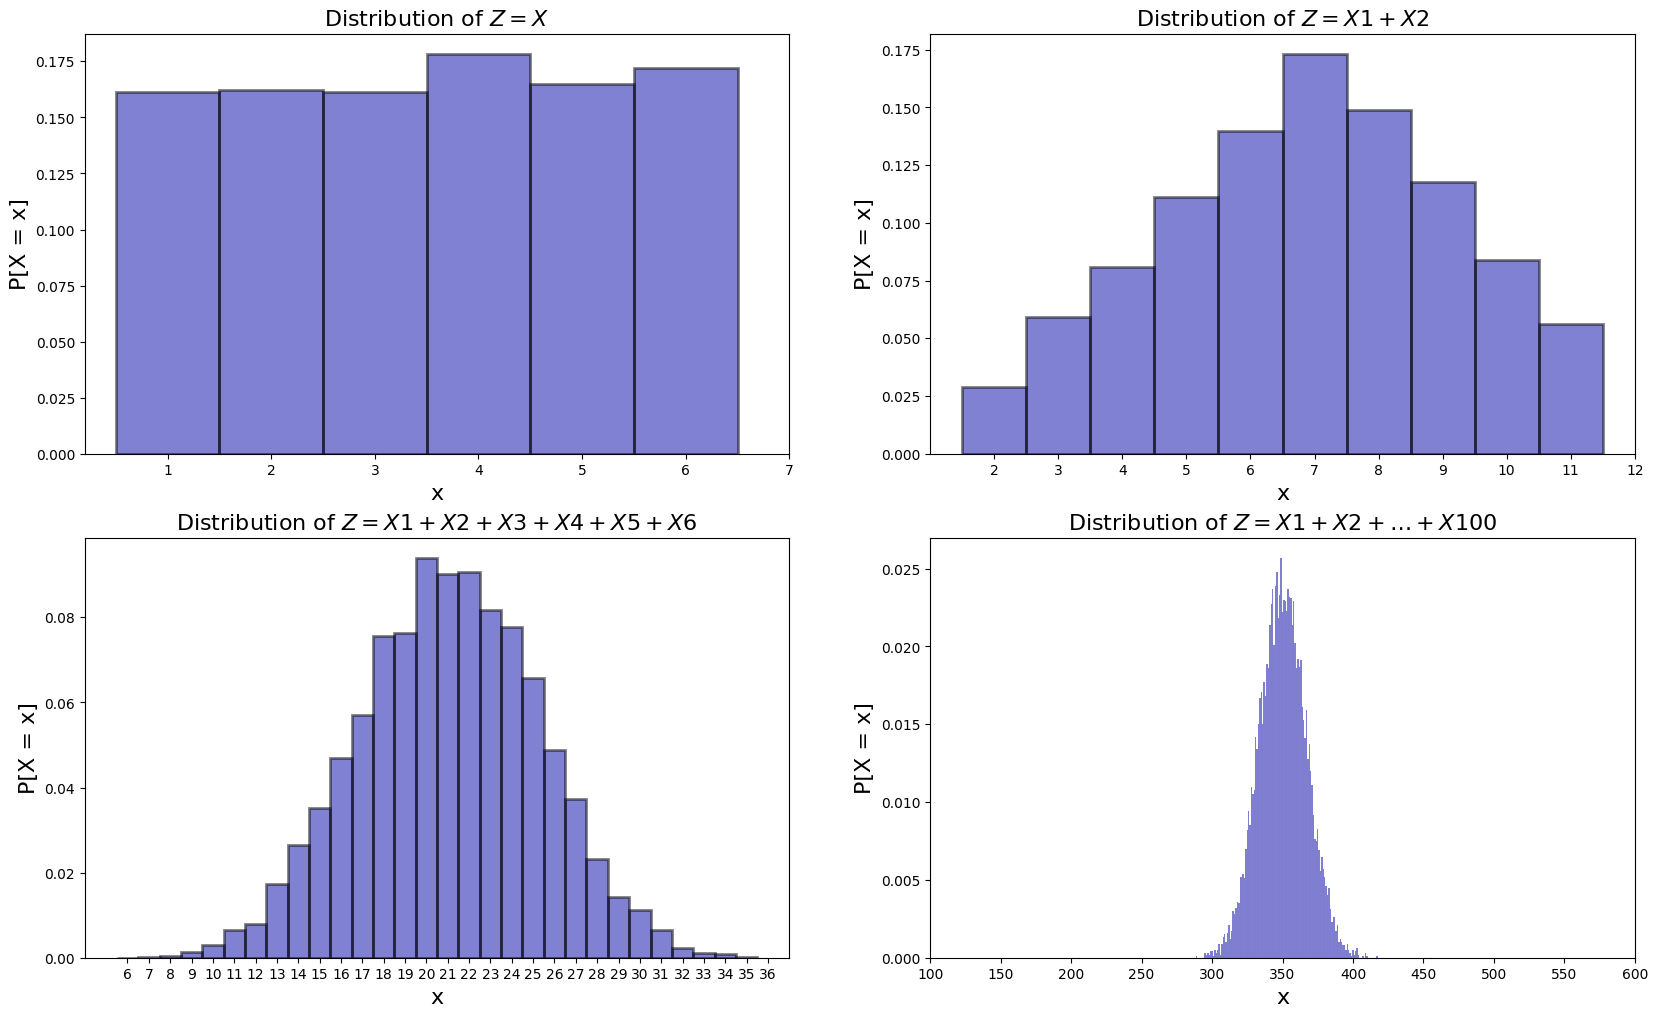 Distribution of Z = X
P[X = x]
0.175
0.150
0.125
0.100
0.075
0.050
0.025
0.000
1 2 3 4 5 6 7
x
Distribution of Z = X1 + X2
P[X = x]
0.175
0.150
0.125
0.100
0.075
0.050
0.025
0.000
2 3 4 5 6 7 8 9 10 11 12
x
Distribution of Z = X1 + X2 + X3 + X4 + X5 + X6
P[X = x]
0.08
0.06
0.04
0.02
0.00
6 7 8 9 10 11 12 13 14 15 16 17 18 19 20 21 22 23 24 25 26 27 28 29 30 31 32 33 34 35 36
x
Distribution of Z = X1 + X2 + ... + X100
P[X = x]
0.025
0.020
0.015
0.010
0.005
0.000
100 150 200 250 300 350 400 450 500 550 600
x